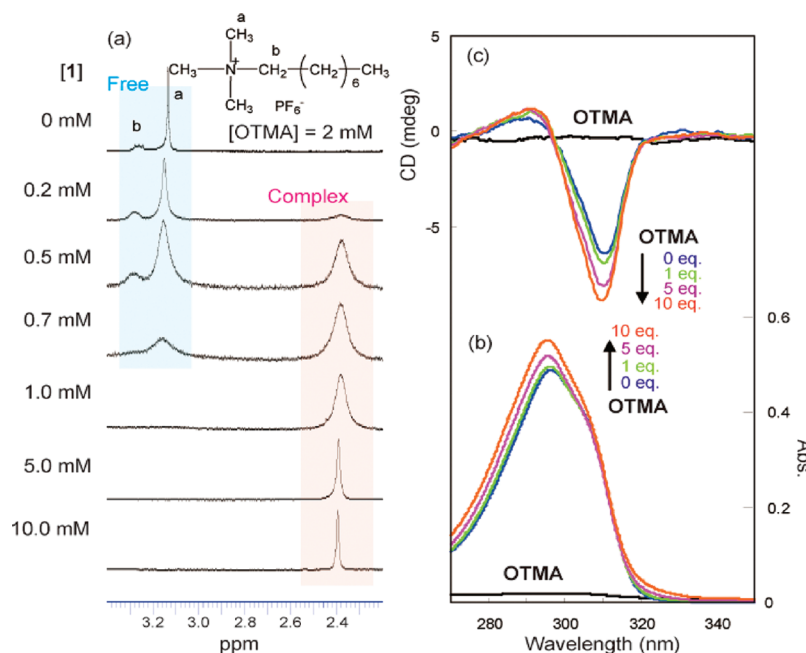 (a)
a
CH3
b
CH3
N
+
CH2
(
CH2
)
6
CH3
CH3
PF6-
[OTMA] = 2 mM
[1]
Free
a
b
0 mM
0.2 mM
Complex
0.5 mM
0.7 mM
1.0 mM
5.0 mM
10.0 mM
3.2 3.0 2.8 2.6 2.4
ppm
(c)
5
0
-5
CD (mdeg)
OTMA
OTMA
0 eq.
1 eq.
5 eq.
10 eq.
(b)
10 eq.
5 eq.
1 eq.
0 eq.
OTMA
OTMA
0.6
0.4
0.2
0
Abs.
280 300 320 340
Wavelength (nm)